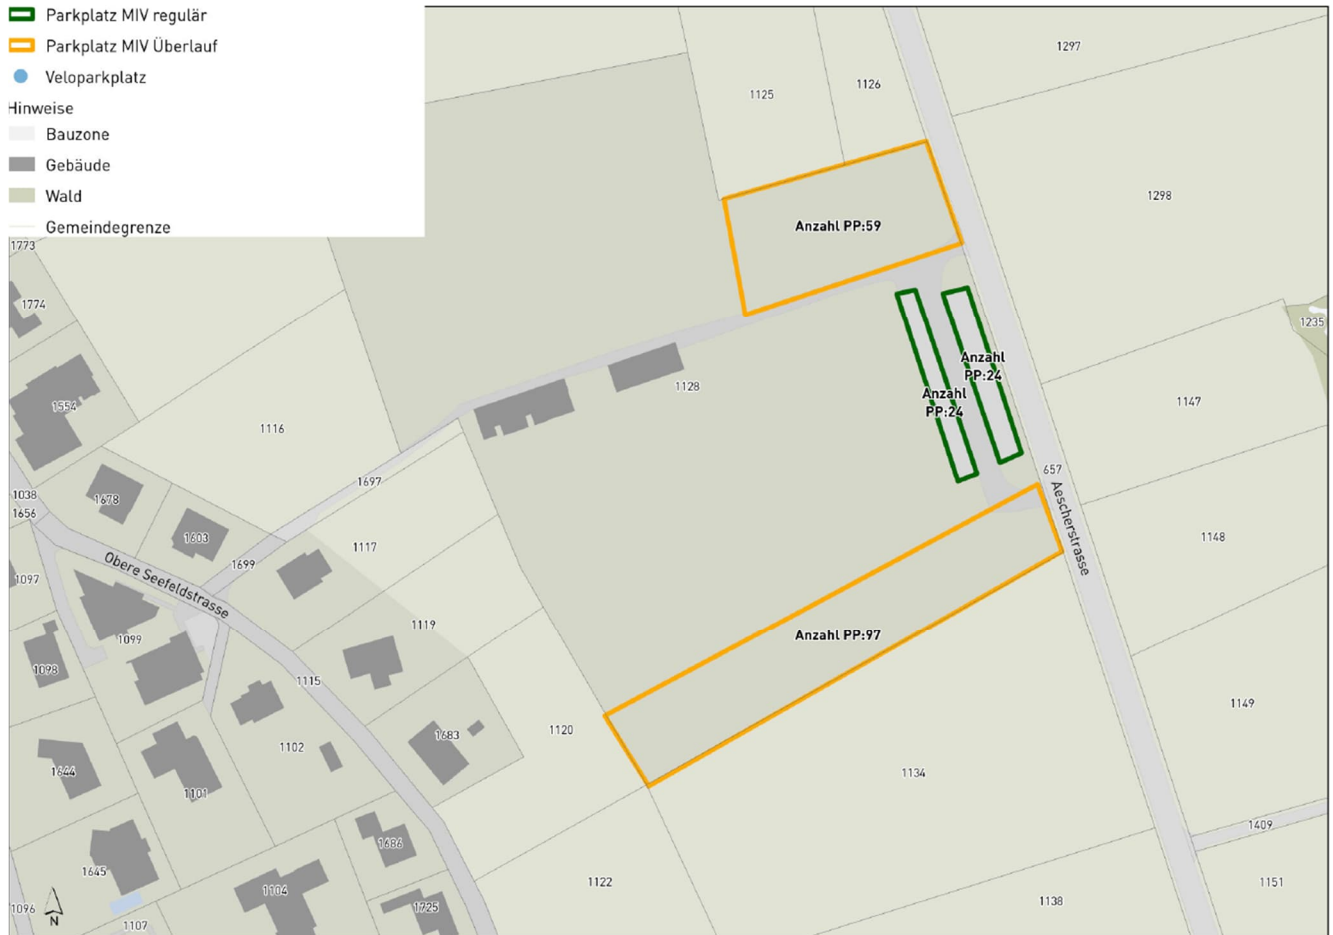 Parkplatz MIV regulär
Parkplatz MIV Überlauf
Veloparkplatz
Hinweise
Bauzone
Gebäude
Wald
Gemeindegrenze
1297
1126
1125
1298
Anzahl PP:59
1773
1774
1235
Anzahl
PP:24
Anzahl
PP:24
1128
1147
1554
1116
657
1697
1038
1678
1656
Aescherstrasse
1603
1148
1117
1699
Obere Seefeldstrasse
1097
1119
Anzahl PP:97
1099
1098
1115
1149
1120
1683
1102
1644
1134
1101
1409
1686
1645
1122
1151
1104
1138
1725
1096
N
1107